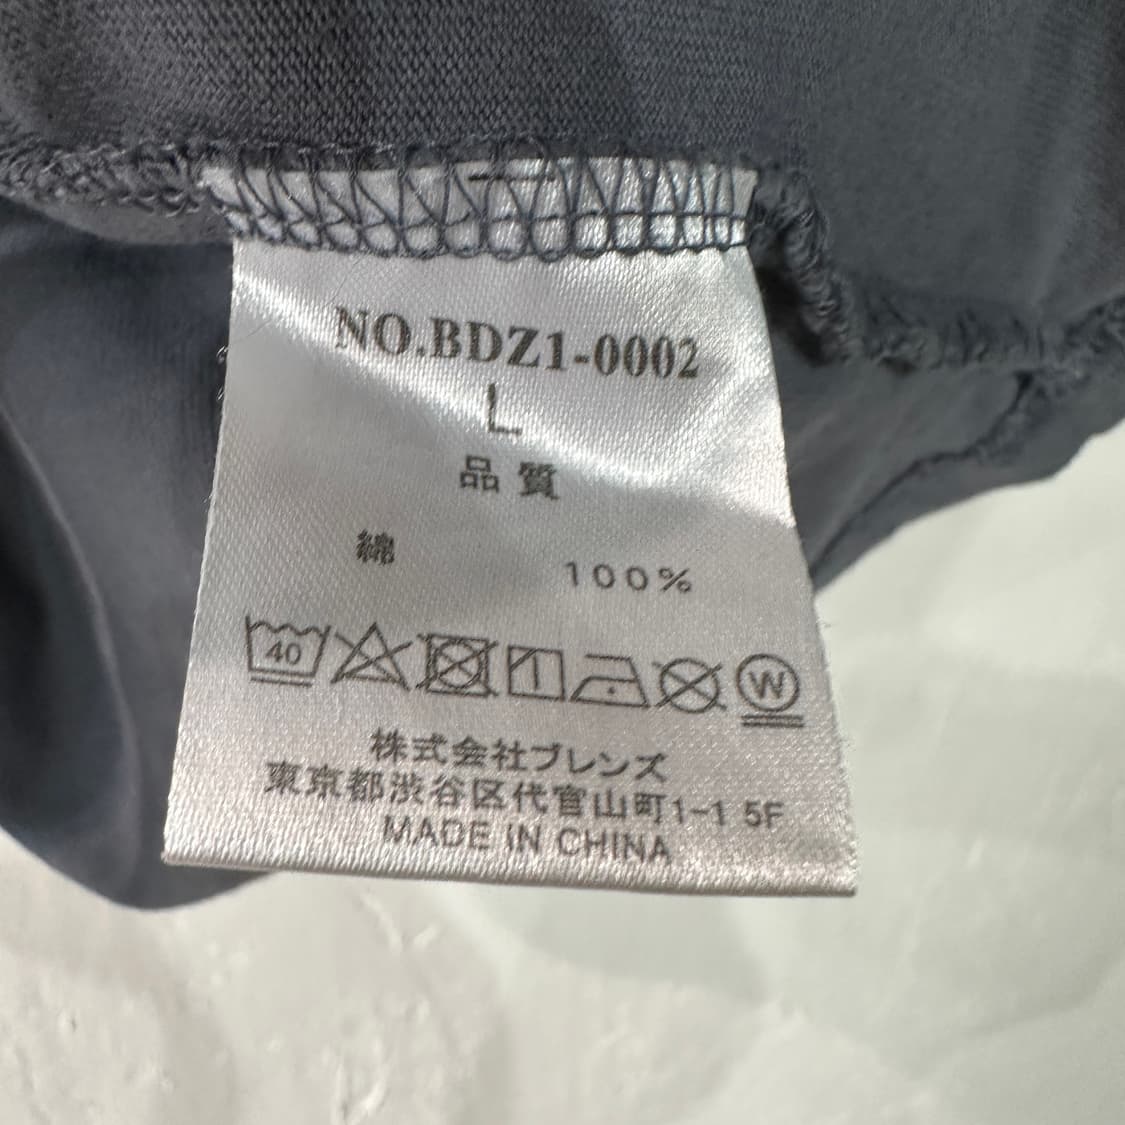 NO.BDZ1-0002
L
品質
綿 100%
40
W
株式会社ブレンズ
東京都渋谷区代官山町1-1 5F
MADE IN CHINA